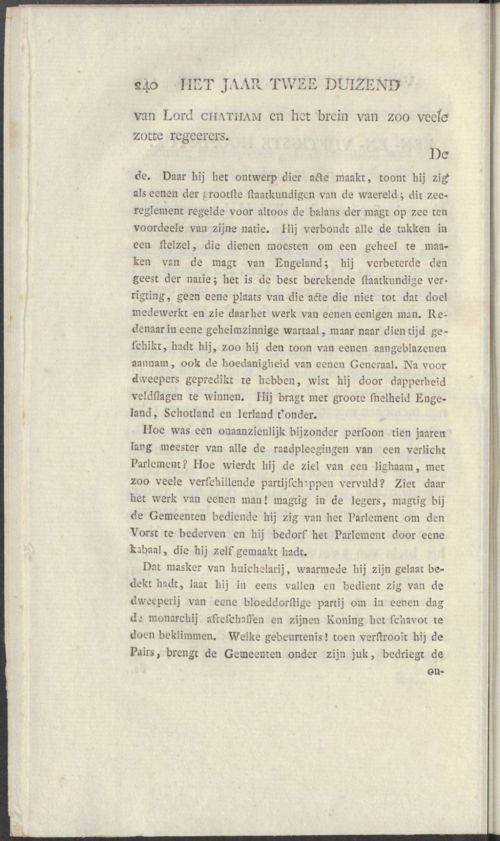 240 HET JAAR TWEE DUIZEND
van Lord CHATHAM en het brein van zoo veele
zotte regeerers.
De
de. Daar hij het ontwerp dier acte maakt, toont hij zig
als eenen der grootſte ſtaatkundigen van de waereld; dit zee-
reglement regelde voor altoos de balans der magt op zee ten
voordeele van zijne natie. Hij verbondt alle de takken in
een ſtelzel, die dienen moesten om een geheel te maa-
ken van de magt van Engeland; hij verbeterde den
geest der natie; het is de best berekende ſtaatkundige ver-
rigting, geen eene plaats van die acte die niet tot dat doel
medewerkt en zie daar het werk van eenen eenigen man. Re-
denaar in eene geheimzinnige wartaal, maar naar dien tijd ge-
ſchikt, hadt hij, zoo hij den toon van eenen aangeblazenen
aannam, ook de hoedanigheid van eenen Generaal. Na voor
dweepers gepredikt te hebben, wist hij door dapperheid
veldſlagen te winnen. Hij bragt met groote ſnelheid Enge-
land, Schotland en Ierland t'onder.
Hoe was een onaanzienlijk bijzonder perſoon tien jaaren
lang meester van alle de raadpleegingen van een verlicht
Parlement? Hoe wierdt hij de ziel van een lighaam, met
zoo veele verſchillende partijſchappen vervuld? Ziet daar
het werk van eenen man! magtig in de legers, magtig bij
de Gemeenten bediende hij zig van het Parlement om den
Vorst te bederven en hij bedorf het Parlement door eene
kabaal, die hij zelf gemaakt hadt.
Dat masker van huichelarij, waarmede hij zijn gelaat be-
dekt hadt, laat hij in eens vallen en bedient zig van de
dweeperij van eene bloeddorſtige partij om in eenen dag
de monarchij afteſchaffen en zijnen Koning het ſchavot te
doen beklimmen. Welke gebeurtenis! toen verſtrooit hij de
Pairs, brengt de Gemeenten onder zijn juk, bedriegt de
on-